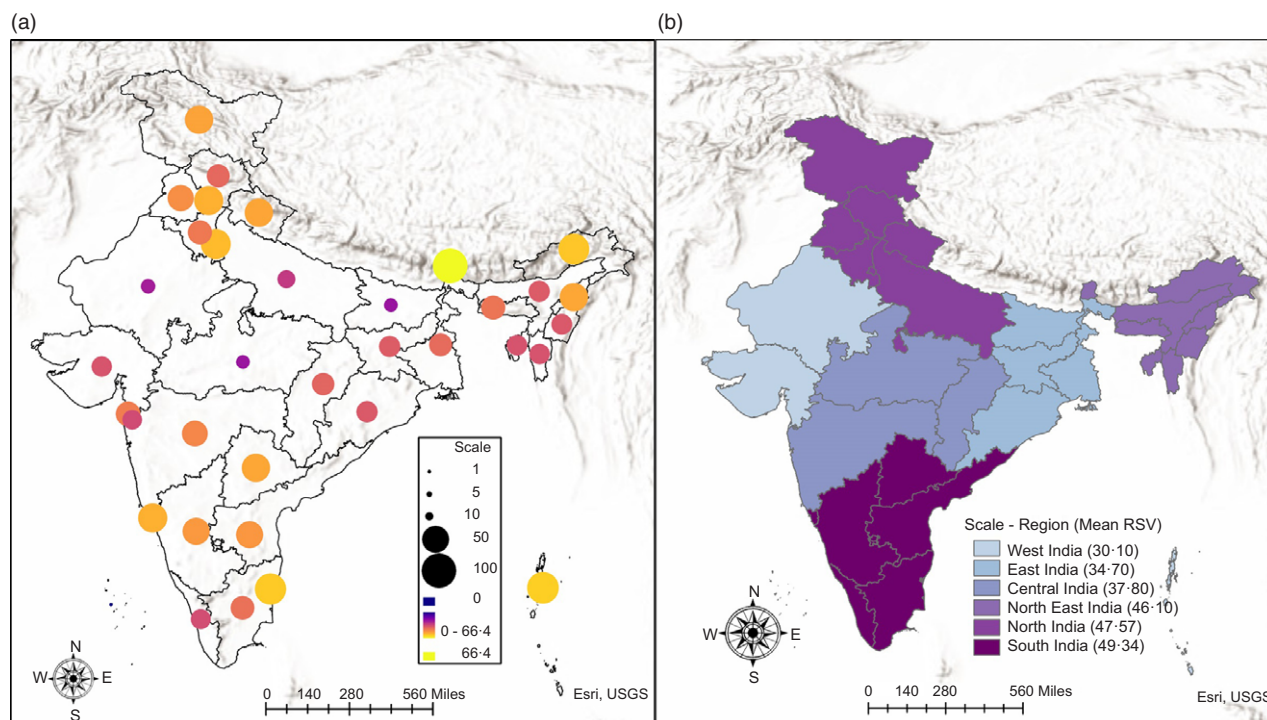 (a)
Scale
1
5
10
50
100
0
0 - 66·4
66·4
N
W E
S
0 140 280 560 Miles
Esri, USGS
(b)
Scale - Region (Mean RSV)
West India (30·10)
East India (34·70)
Central India (37·80)
North East India (46·10)
North India (47·57)
South India (49·34)
N
W E
S
0 140 280 560 Miles
Esri, USGS